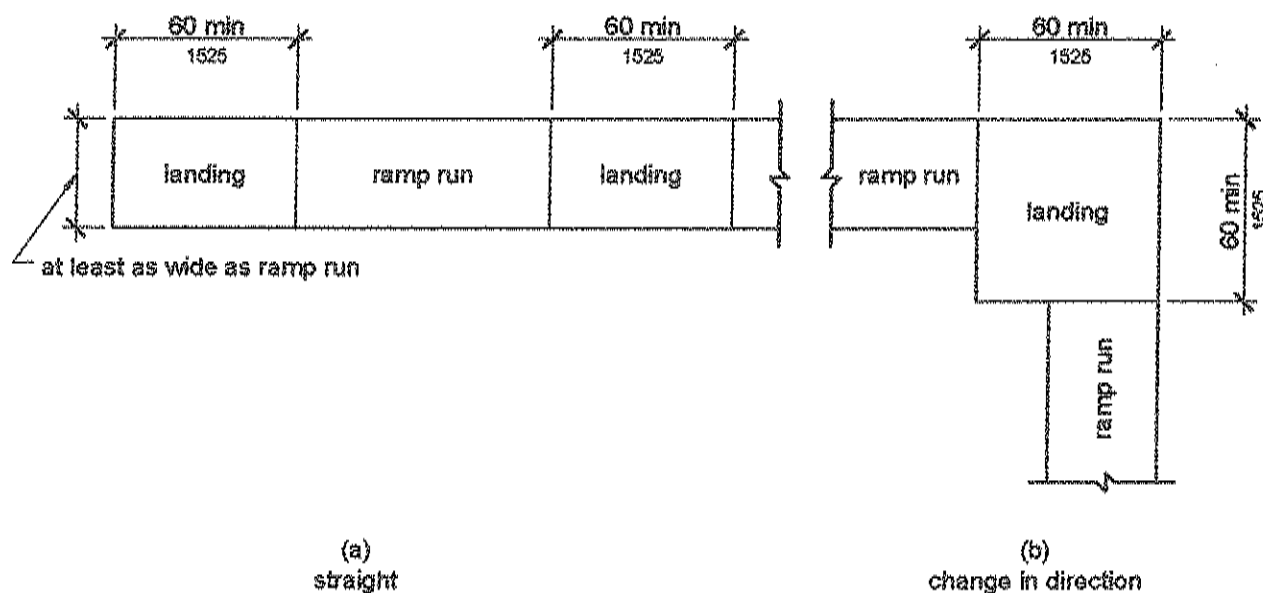 60 min
1525
60 min
1525
60 min
1525
landing
ramp run
landing
ramp run
landing
60 min
1525
at least as wide as ramp run
ramp run
(a)
straight
(b)
change in direction